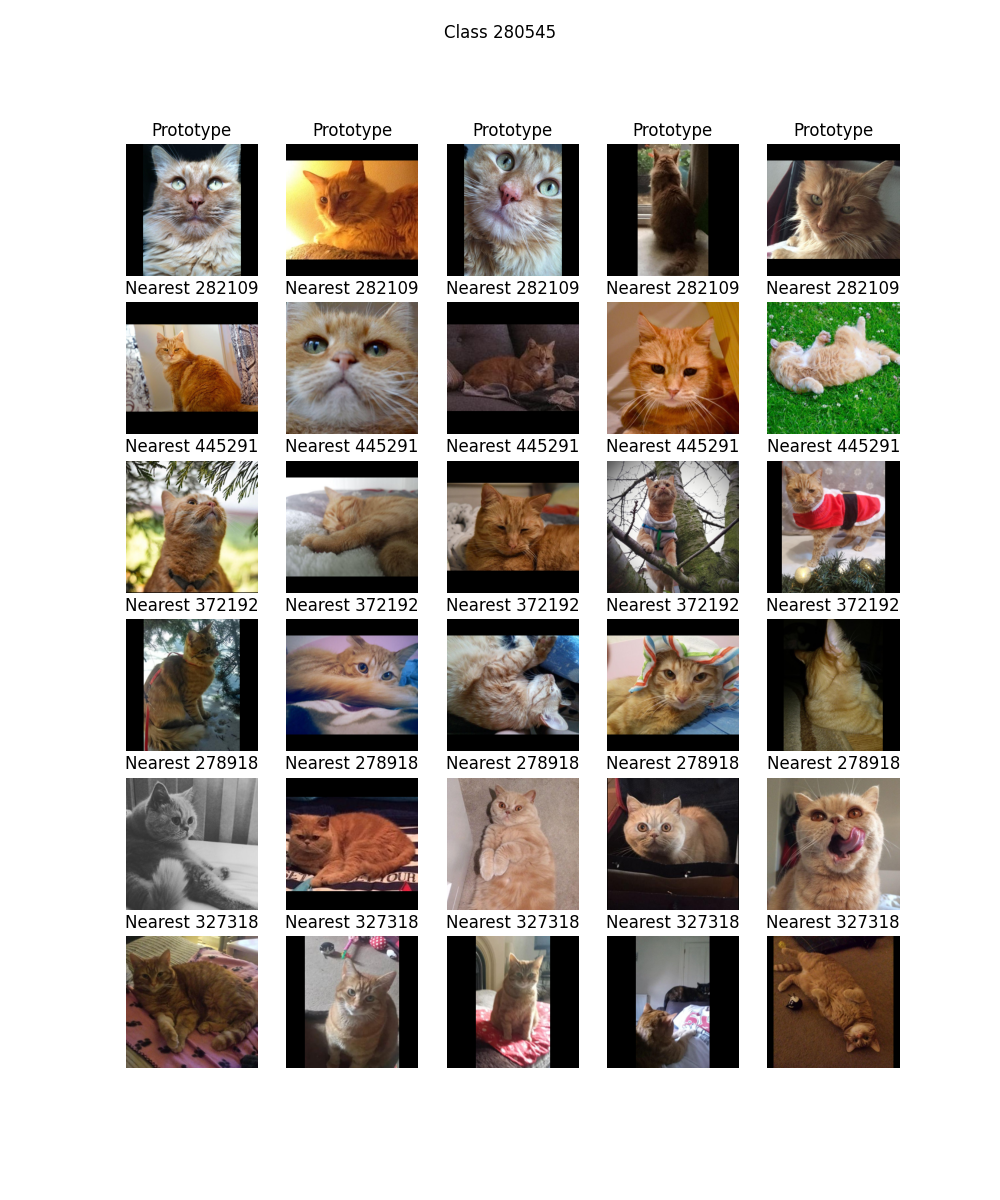 Class 280545
Prototype Prototype Prototype Prototype Prototype
Nearest 282109 Nearest 282109 Nearest 282109 Nearest 282109 Nearest 282109
Nearest 445291 Nearest 445291 Nearest 445291 Nearest 445291 Nearest 445291
Nearest 372192 Nearest 372192 Nearest 372192 Nearest 372192 Nearest 372192
Nearest 278918 Nearest 278918 Nearest 278918 Nearest 278918 Nearest 278918
Nearest 327318 Nearest 327318 Nearest 327318 Nearest 327318 Nearest 327318